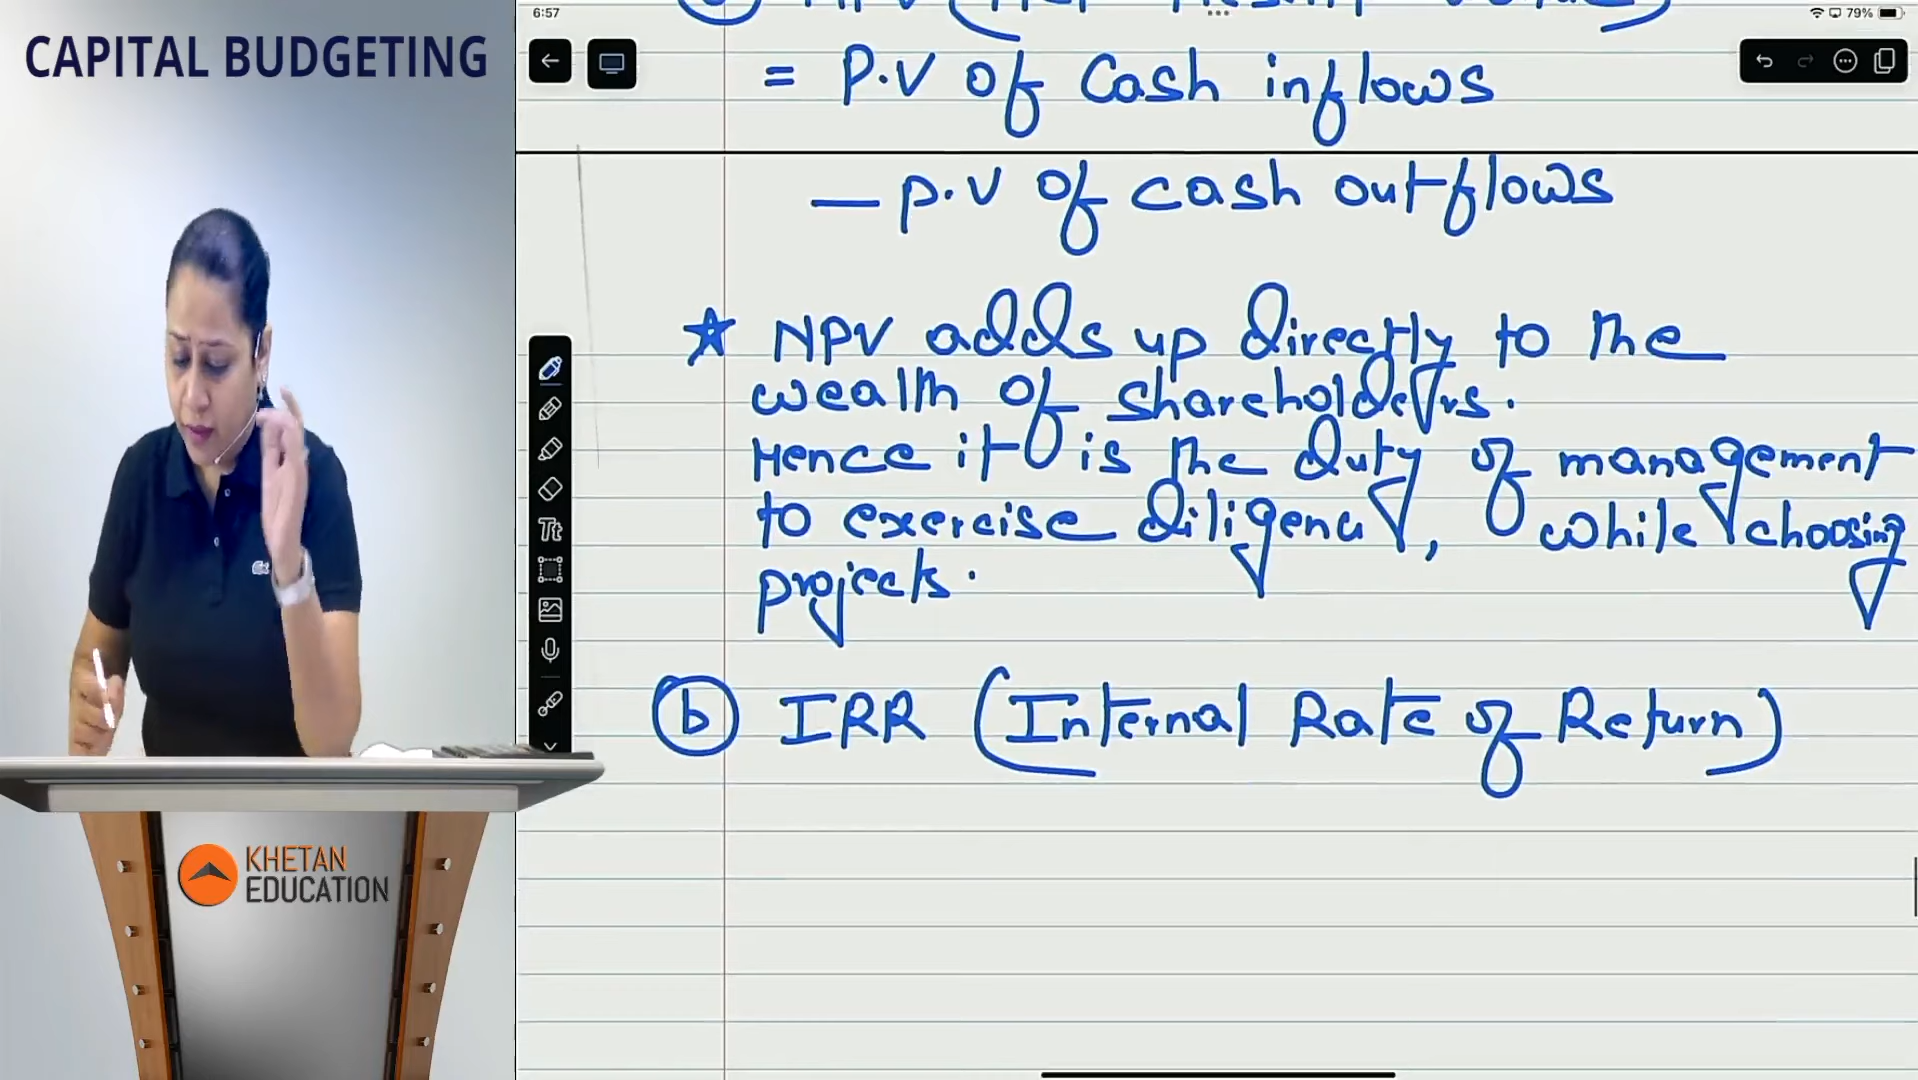 CAPITAL BUDGETING
6:57
79%
= P.V of Cash inflows
— P.V of cash outflows
☆ NPV adds up directly to the
wealth of shareholders.
Hence it is the duty of management
to exercise diligence, while choosing
projects.
Tt
(b) IRR (Internal Rate of Return)
KHETAN
EDUCATION